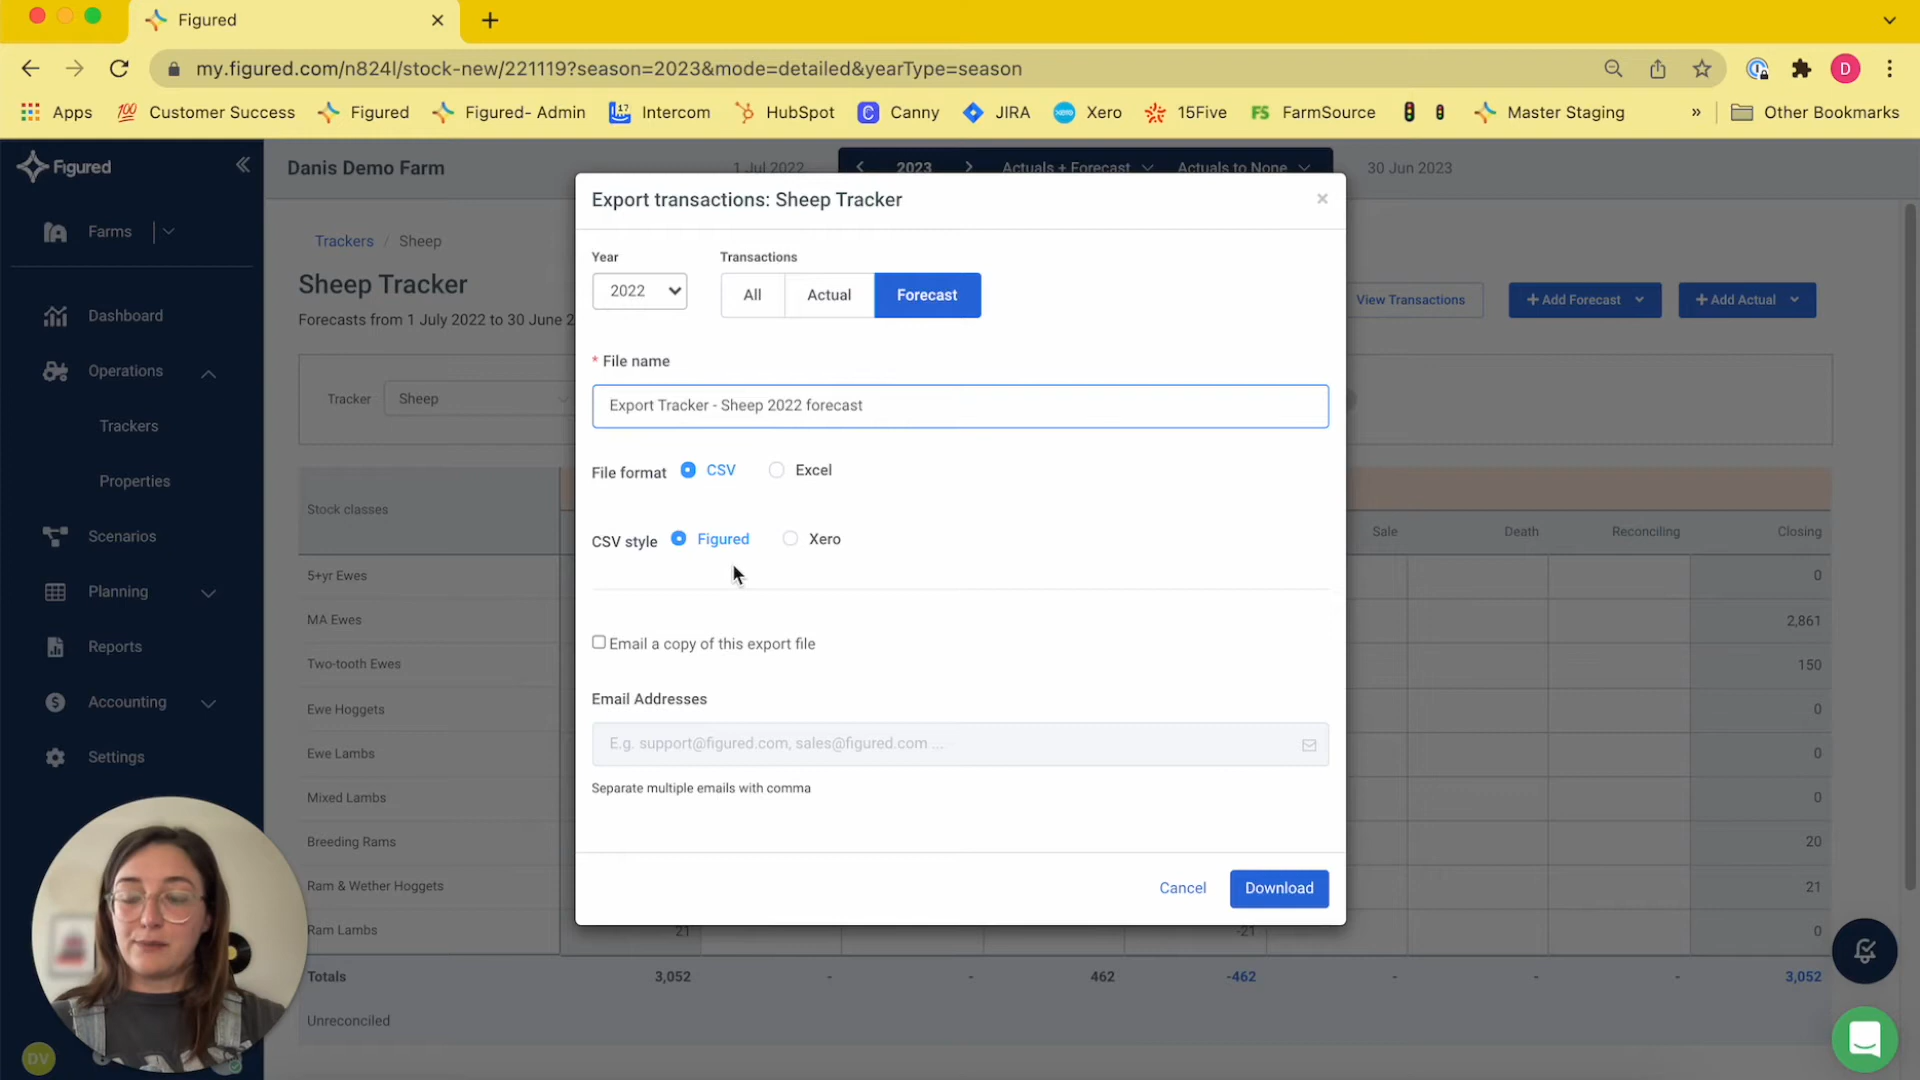 Figured
my.figured.com/n824l/stock-new/221119?season=2023&mode=detailed&yearType=season
D
Apps
Customer Success
Figured
Figured- Admin
17
Intercom
HubSpot
Canny
JIRA
xero
Xero
15Five
FS
FarmSource
Master Staging
»
Other Bookmarks
Figured
Danis Demo Farm
1 Jul 2022
2023
Actuals + Forecast
Actuals to None
30 Jun 2023
Farms
Dashboard
Operations
Trackers
Properties
Scenarios
Planning
Reports
Accounting
Settings
DV
Trackers / Sheep
Sheep Tracker
Forecasts from 1 July 2022 to 30 June 2
View Transactions
+ Add Forecast
+ Add Actual
Tracker
Sheep
Stock classes
Sale
Death
Reconciling
Closing
5+yr Ewes
0
MA Ewes
2,861
Two-tooth Ewes
150
Ewe Hoggets
0
Ewe Lambs
0
Mixed Lambs
0
Breeding Rams
20
Ram & Wether Hoggets
21
Ram Lambs
21
-21
0
Totals
3,052
-
-
462
-462
-
-
-
3,052
Unreconciled
Export transactions: Sheep Tracker
×
Year
2022
Transactions
All
Actual
Forecast
* File name
Export Tracker - Sheep 2022 forecast
File format
CSV
Excel
CSV style
Figured
Xero
Email a copy of this export file
Email Addresses
E.g. support@figured.com, sales@figured.com ...
Separate multiple emails with comma
Cancel
Download